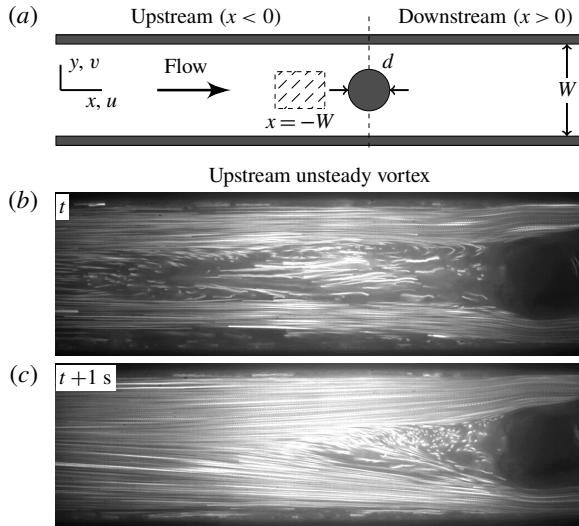 (a)
Upstream (x < 0)
Downstream (x > 0)
y, v
Flow
d
W
x, u
x = −W
Upstream unsteady vortex
(b)
t
(c)
t + 1 s